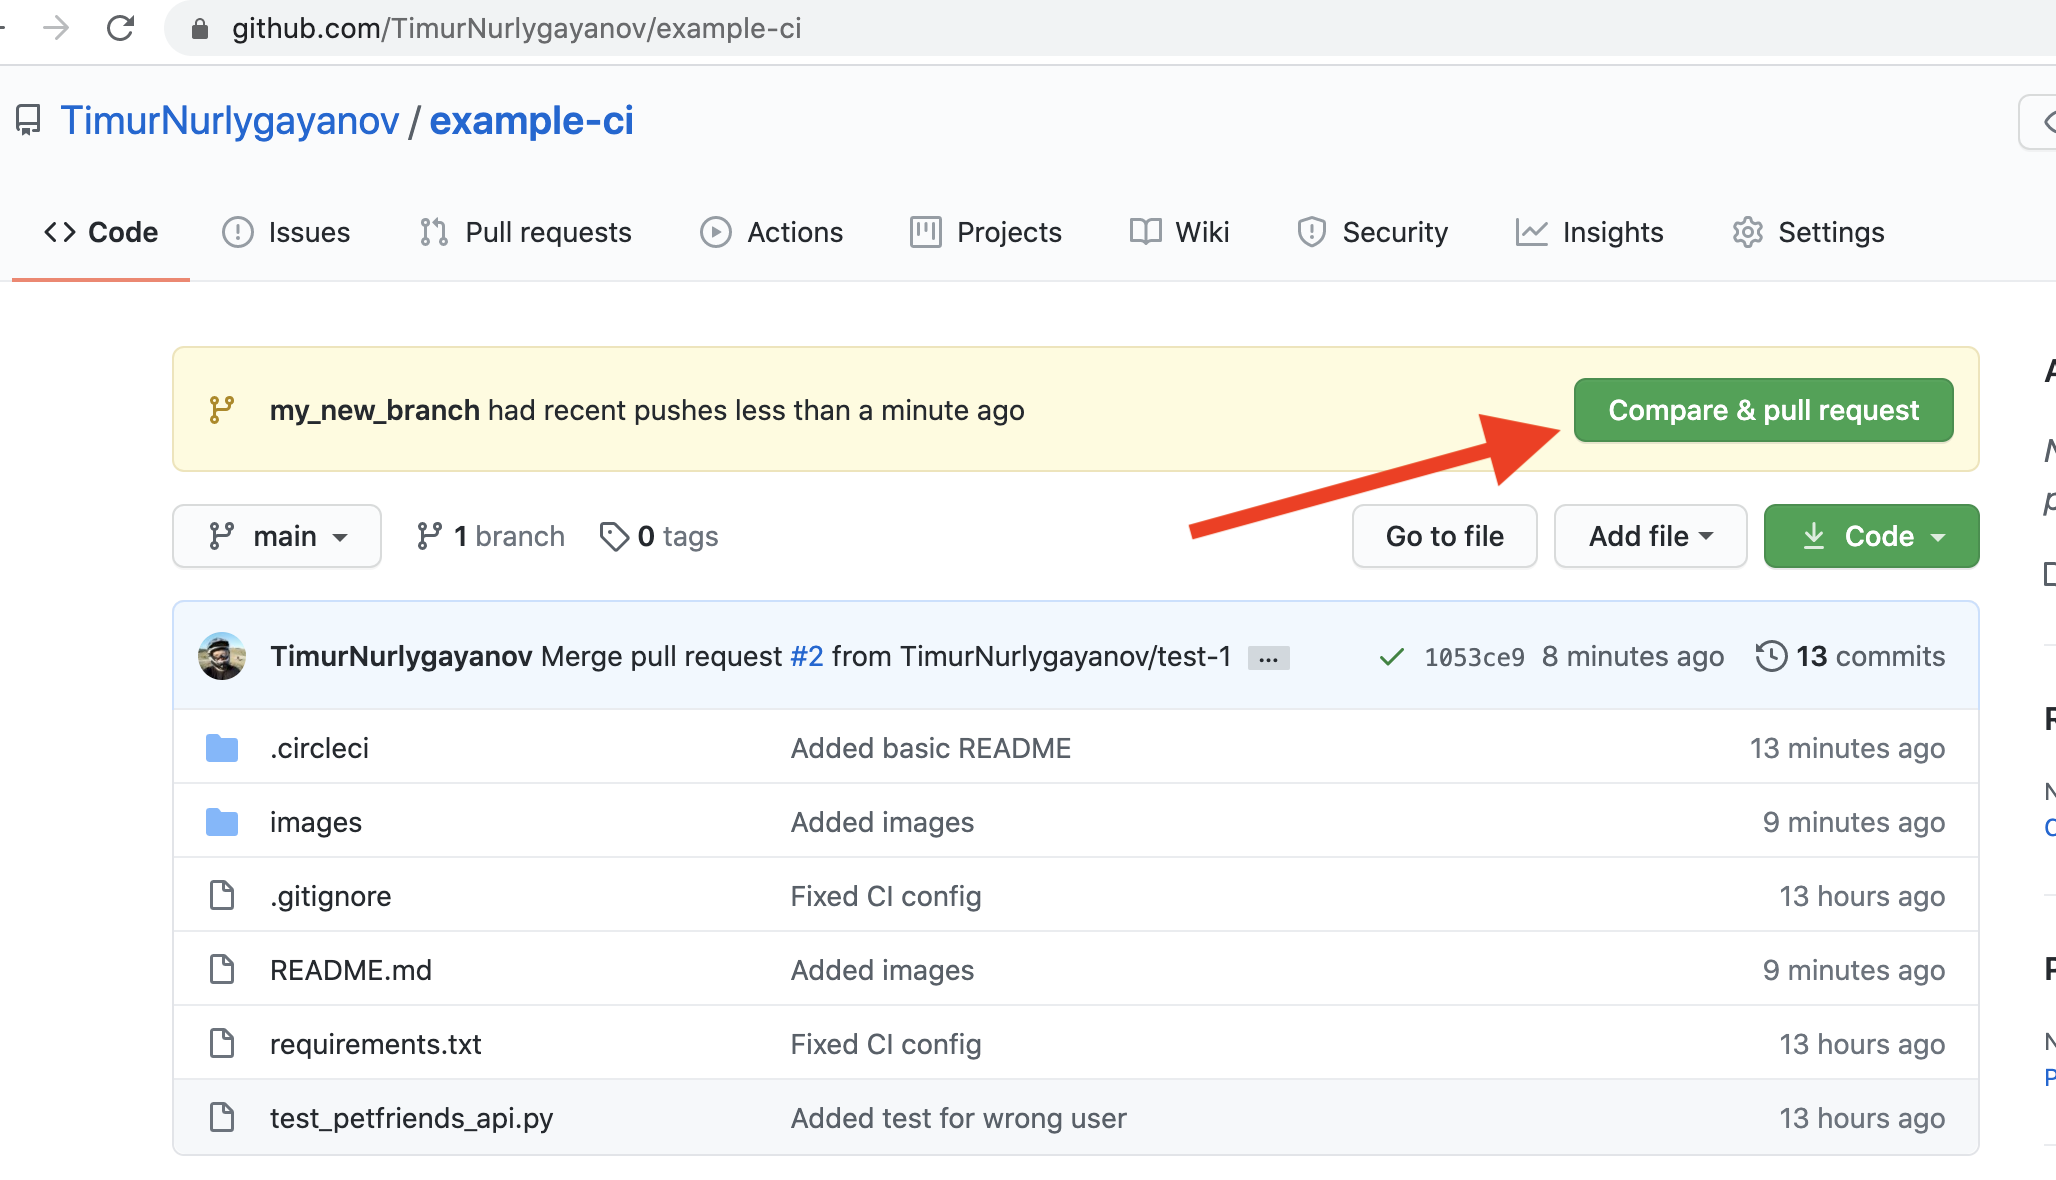 github.com/TimurNurlygayanov/example-ci
TimurNurlygayanov / example-ci
Code Issues Pull requests Actions Projects Wiki Security Insights Settings
my_new_branch had recent pushes less than a minute ago Compare & pull request
main 1 branch 0 tags Go to file Add file Code
TimurNurlygayanov Merge pull request #2 from TimurNurlygayanov/test-1 ... 1053ce9 8 minutes ago 13 commits
.circleci Added basic README 13 minutes ago
images Added images 9 minutes ago
.gitignore Fixed CI config 13 hours ago
README.md Added images 9 minutes ago
requirements.txt Fixed CI config 13 hours ago
test_petfriends_api.py Added test for wrong user 13 hours ago